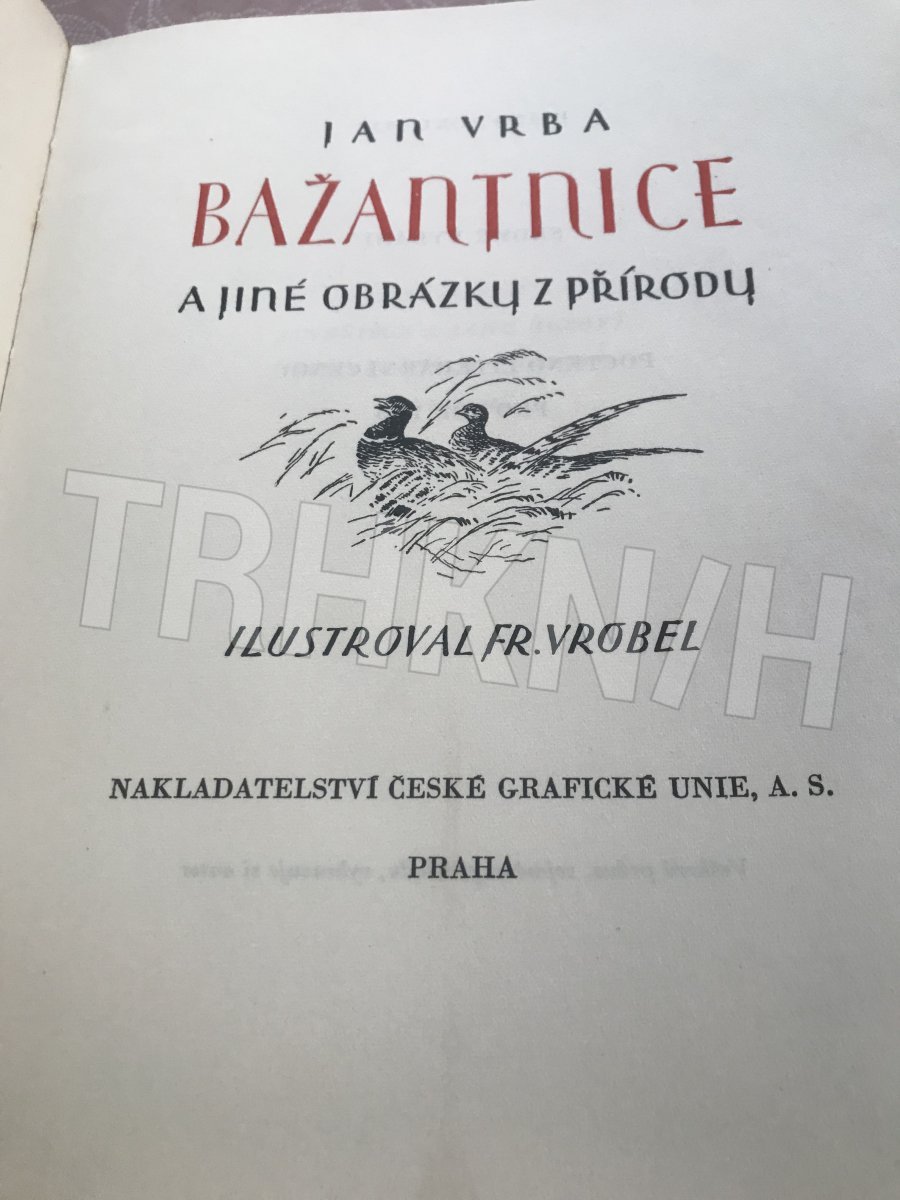 JAN VRBA
BAŽANTNICE
A JINÉ OBRÁZKY Z PŘÍRODY
ILUSTROVAL FR. VROBEL
TRHKNIH
NAKLADATELSTVÍ ČESKÉ GRAFICKÉ UNIE, A. S.
PRAHA